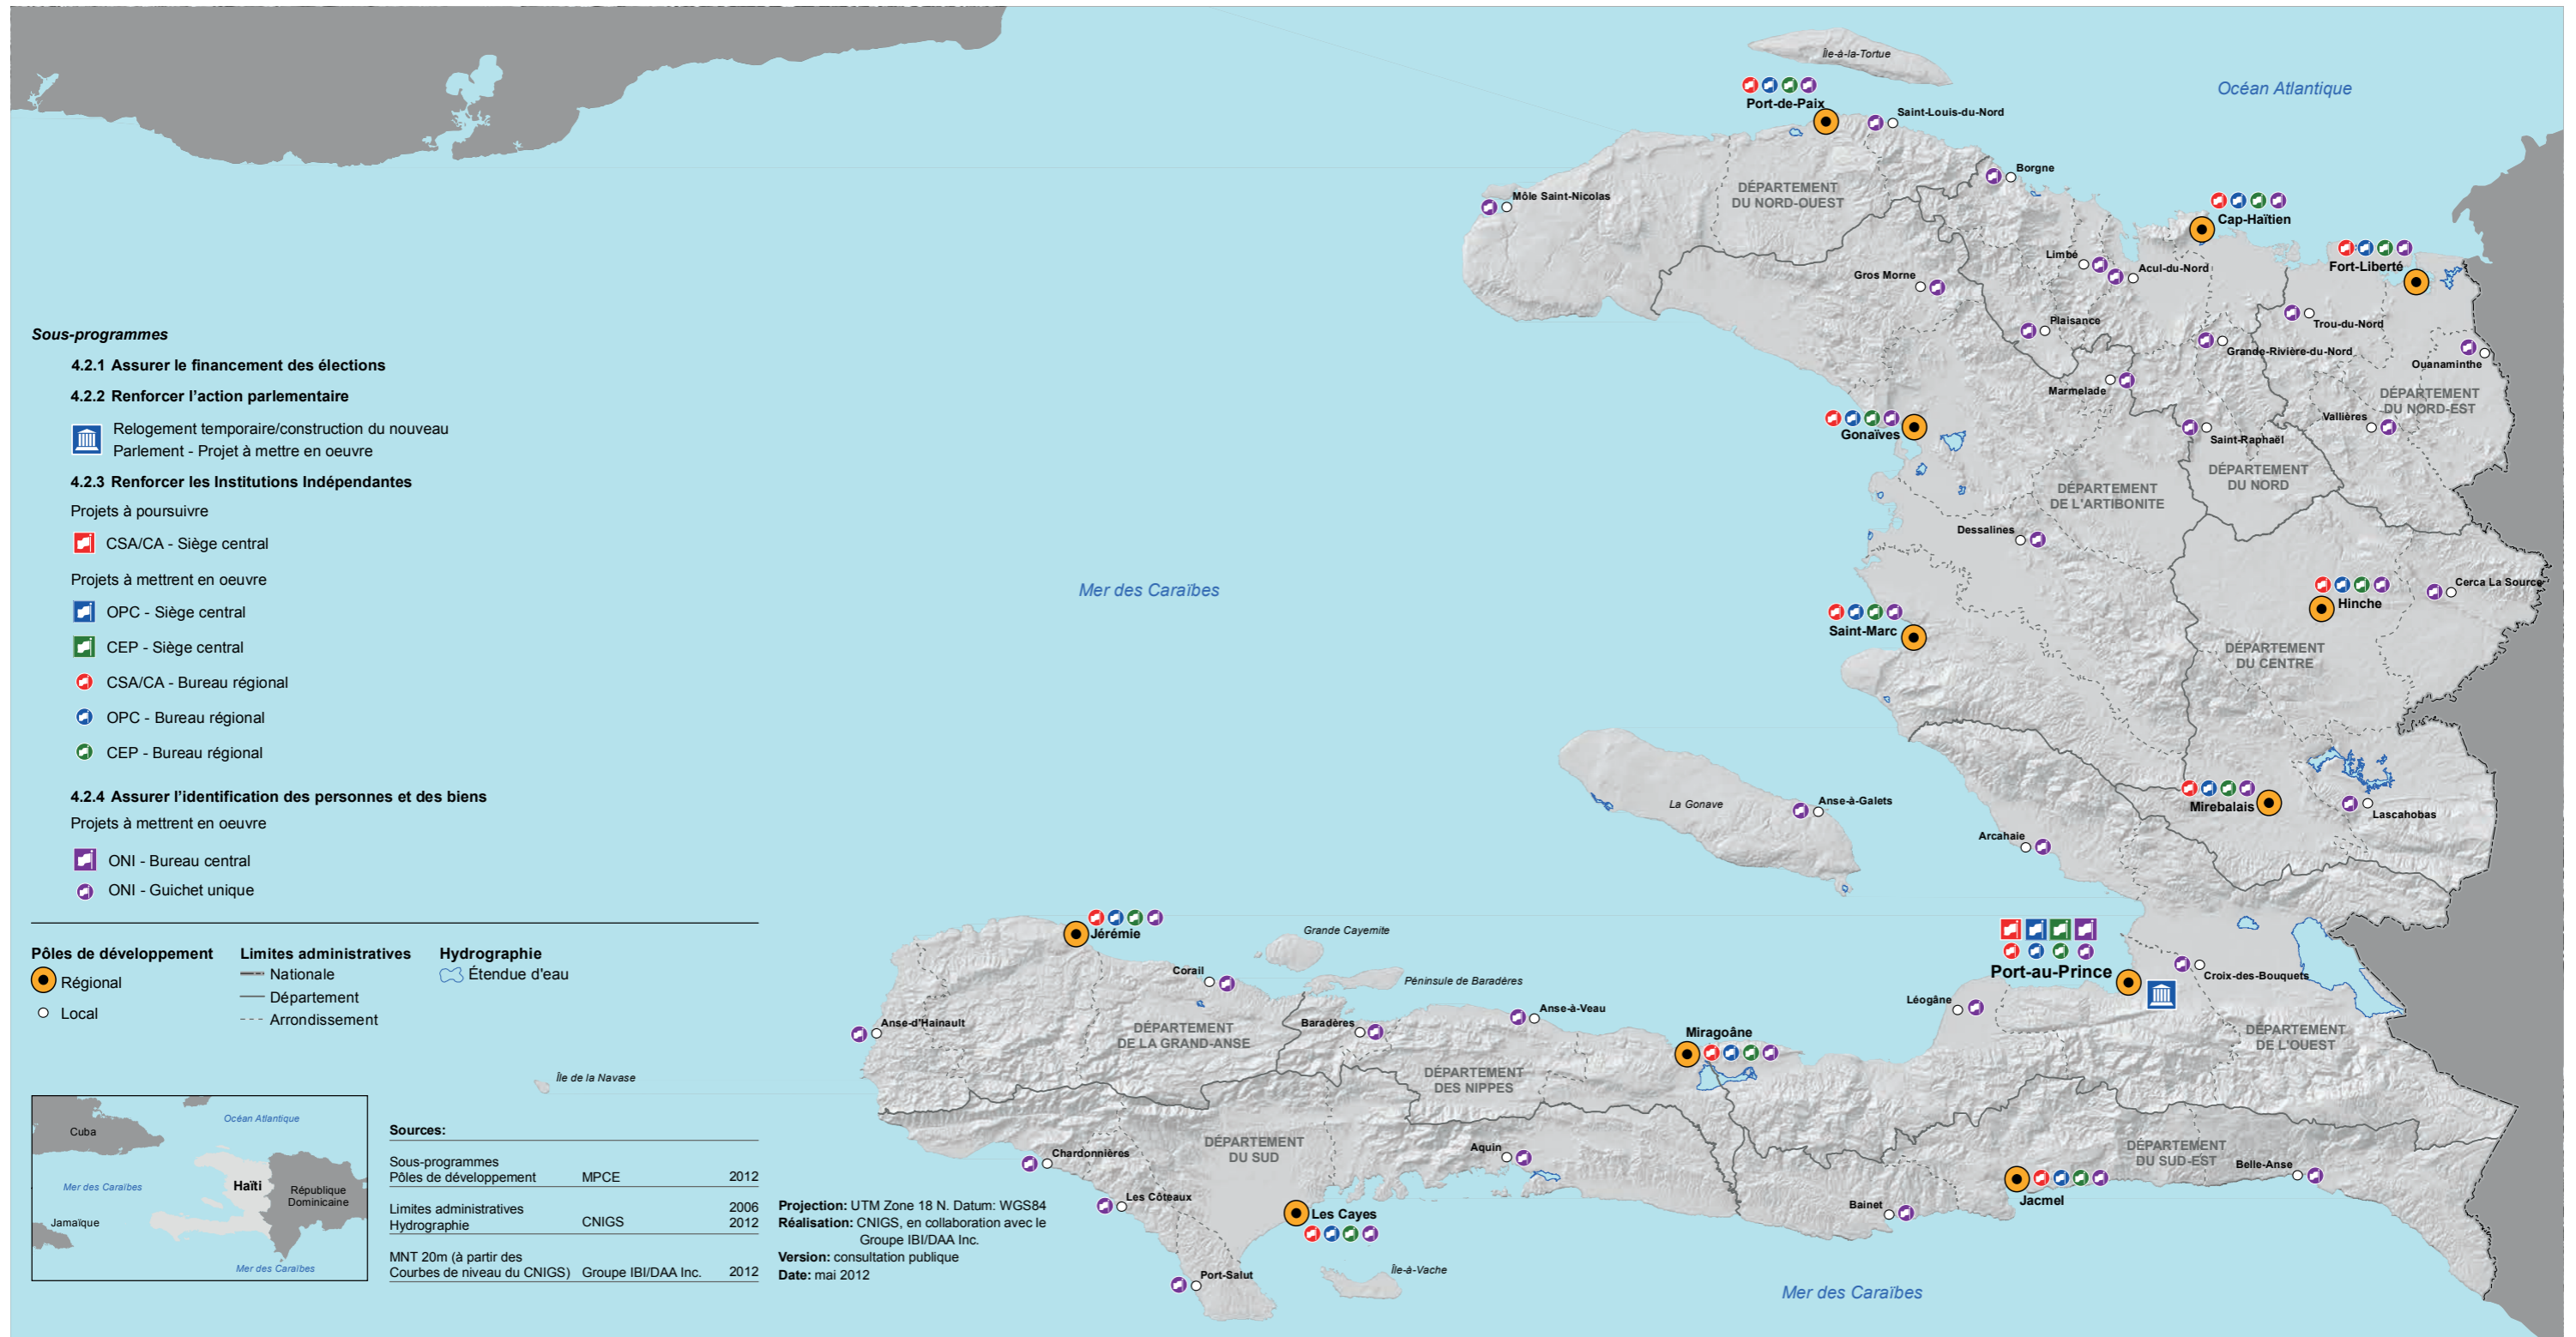 Sous-programmes
4.2.1 Assurer le financement des élections
4.2.2 Renforcer l'action parlementaire
Relogement temporaire/construction du nouveau
Parlement - Projet à mettre en oeuvre
4.2.3 Renforcer les Institutions Indépendantes
Projets à poursuivre
CSA/CA - Siège central
Projets à mettrent en oeuvre
OPC - Siège central
CEP - Siège central
CSA/CA - Bureau régional
OPC - Bureau régional
CEP - Bureau régional
4.2.4 Assurer l'identification des personnes et des biens
Projets à mettrent en oeuvre
ONI - Bureau central
ONI - Guichet unique
Pôles de développement
Régional
Local
Limites administratives
Nationale
Département
Arrondissement
Hydrographie
Étendue d'eau
Océan Atlantique
Cuba
Mer des Caraïbes
Haïti
République
Dominicaine
Jamaïque
Mer des Caraïbes
Sources:
Sous-programmes
Pôles de développement MPCE 2012
Limites administratives 2006
Hydrographie CNIGS 2012
MNT 20m (à partir des
Courbes de niveau du CNIGS) Groupe IBI/DAA Inc. 2012
Projection: UTM Zone 18 N. Datum: WGS84
Réalisation: CNIGS, en collaboration avec le
Groupe IBI/DAA Inc.
Version: consultation publique
Date: mai 2012
Île-à-la-Tortue
Océan Atlantique
Port-de-Paix
Saint-Louis-du-Nord
Borgne
Môle Saint-Nicolas
DÉPARTEMENT
DU NORD-OUEST
Cap-Haïtien
Limbé
Acul-du-Nord
Fort-Liberté
Gros Morne
Plaisance
Trou-du-Nord
Grande-Rivière-du-Nord
Ouanaminthe
Marmelade
DÉPARTEMENT
DU NORD-EST
Vallières
Gonaïves
Saint-Raphaël
DÉPARTEMENT
DU NORD
DÉPARTEMENT
DE L'ARTIBONITE
Dessalines
Cerca La Source
Mer des Caraïbes
Hinche
Saint-Marc
DÉPARTEMENT
DU CENTRE
La Gonave
Anse-à-Galets
Mirebalais
Lascahobas
Arcahaie
Jérémie
Grande Cayemite
Corail
Péninsule de Baradères
Port-au-Prince
Croix-des-Bouquets
Léogâne
Anse-d'Hainault
DÉPARTEMENT
DE LA GRAND-ANSE
Baradères
Anse-à-Veau
Miragoâne
DÉPARTEMENT
DE L'OUEST
Île de la Navase
DÉPARTEMENT
DES NIPPES
Chardonnières
DÉPARTEMENT
DU SUD
Aquin
DÉPARTEMENT
DU SUD-EST
Belle-Anse
Les Côteaux
Les Cayes
Bainet
Jacmel
Port-Salut
Île-à-Vache
Mer des Caraïbes